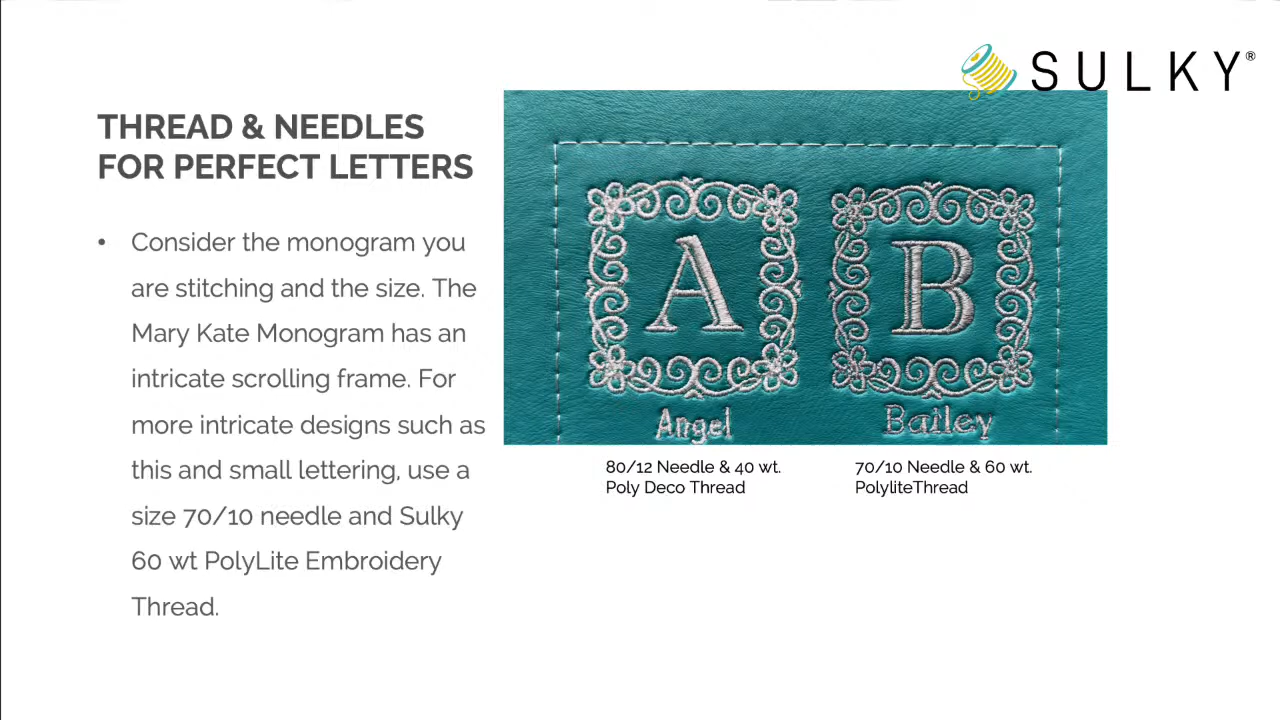 SULKY®
THREAD & NEEDLES
FOR PERFECT LETTERS
• Consider the monogram you
are stitching and the size. The
Mary Kate Monogram has an
intricate scrolling frame. For
more intricate designs such as
this and small lettering, use a
size 70/10 needle and Sulky
60 wt PolyLite Embroidery
Thread.
A B
Angel Bailey
80/12 Needle & 40 wt.
Poly Deco Thread
70/10 Needle & 60 wt.
PolyliteThread